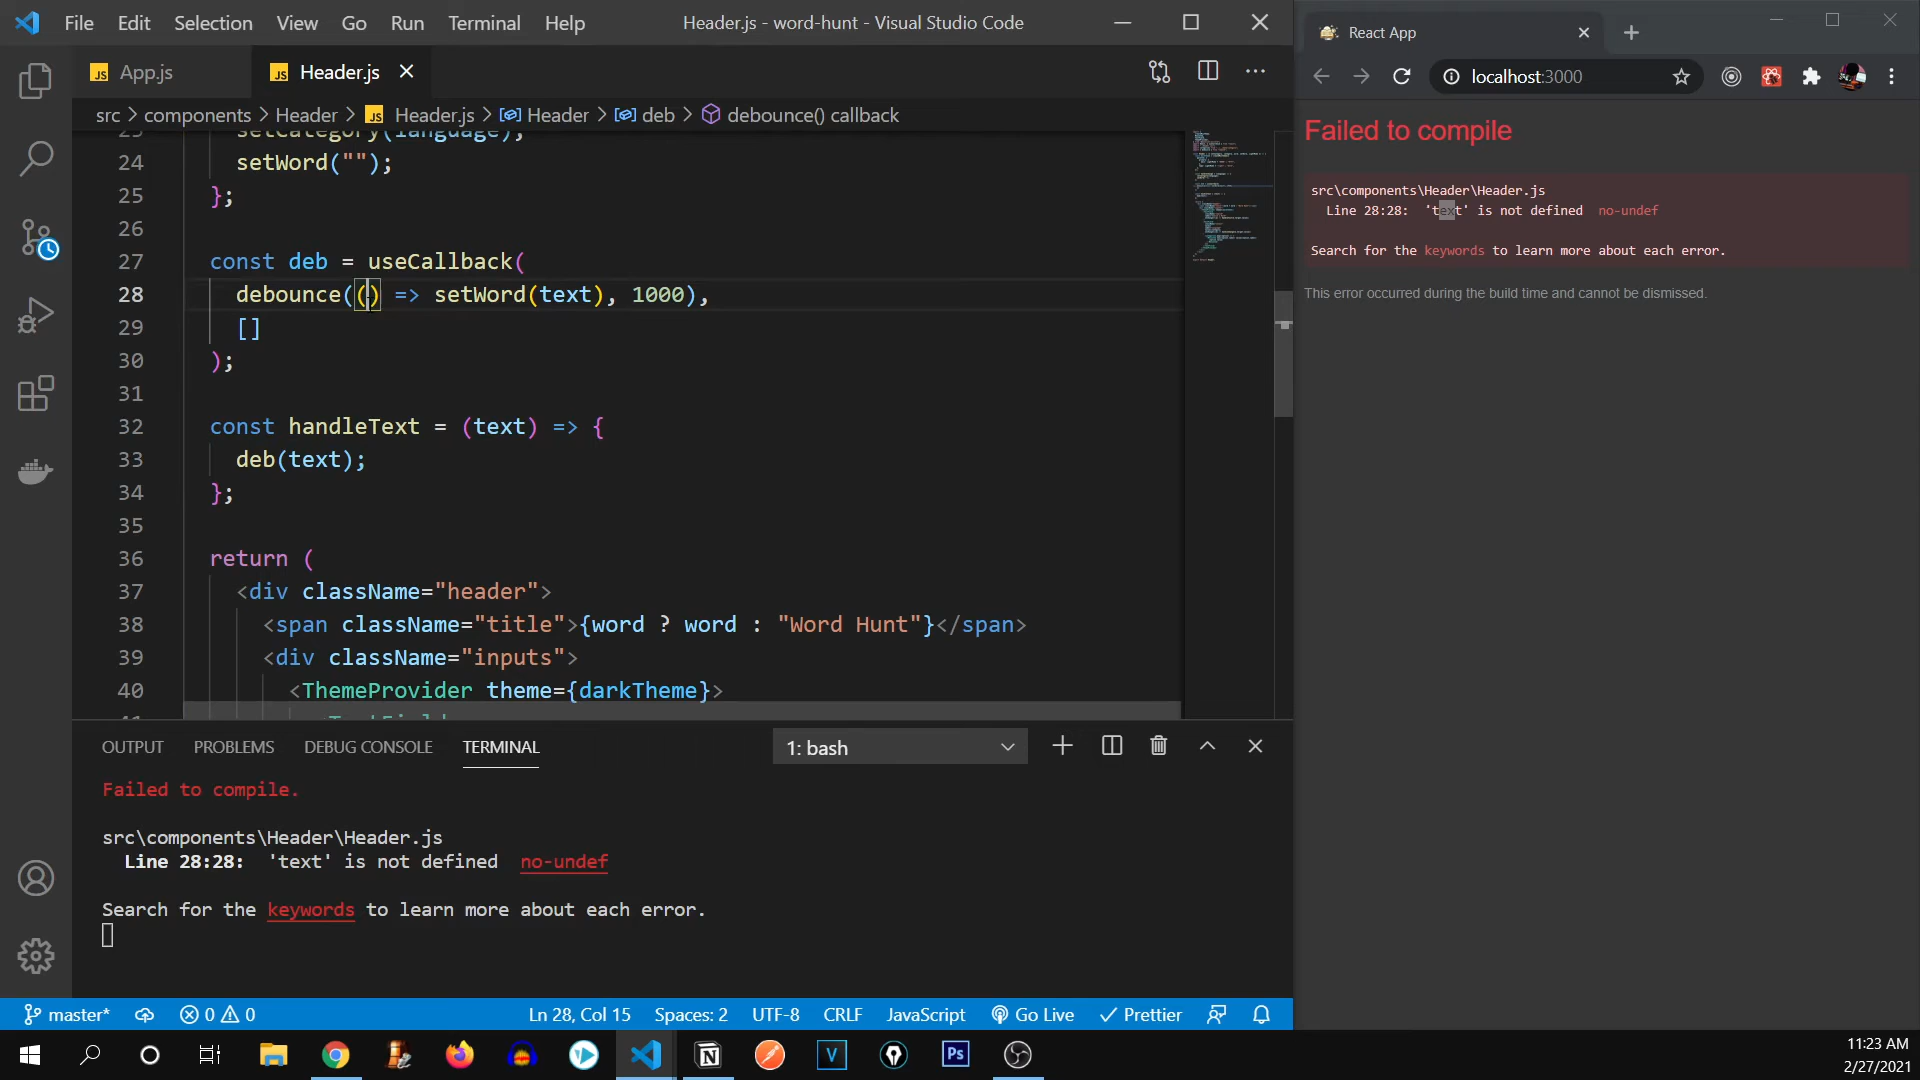 File Edit Selection View Go Run Terminal Help
Header.js - word-hunt - Visual Studio Code
JS App.js
JS Header.js
src > components > Header > JS Header.js > Header > deb > debounce() callback
setCategory(language);
24 setWord("");
25 };
26
27 const deb = useCallback(
28 debounce(() => setWord(text), 1000),
29 []
30 );
31
32 const handleText = (text) => {
33 deb(text);
34 };
35
36 return (
37 <div className="header">
38 <span className="title">{word ? word : "Word Hunt"}</span>
39 <div className="inputs">
40 <ThemeProvider theme={darkTheme}>
OUTPUT PROBLEMS DEBUG CONSOLE TERMINAL
1: bash
Failed to compile.
src\components\Header\Header.js
Line 28:28: 'text' is not defined no-undef
Search for the keywords to learn more about each error.
master* 0 0 Ln 28, Col 15 Spaces: 2 UTF-8 CRLF JavaScript Go Live Prettier
React App
localhost:3000
Failed to compile
src\components\Header\Header.js
Line 28:28: 'text' is not defined no-undef
Search for the keywords to learn more about each error.
This error occurred during the build time and cannot be dismissed.
N
V
Ps
11:23 AM
2/27/2021